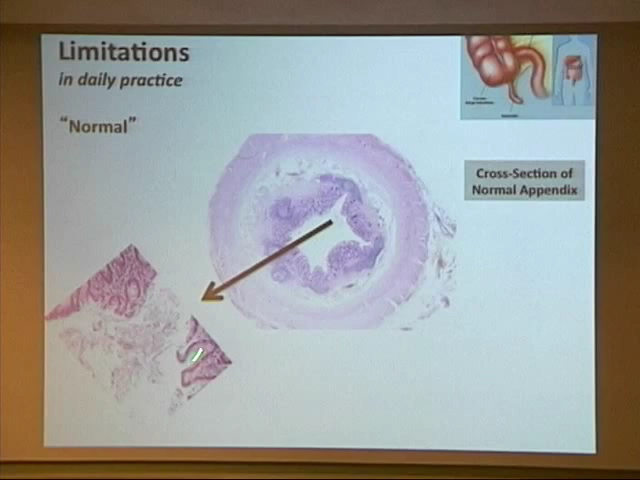 Limitations
in daily practice
"Normal"
Cross-Section of
Normal Appendix